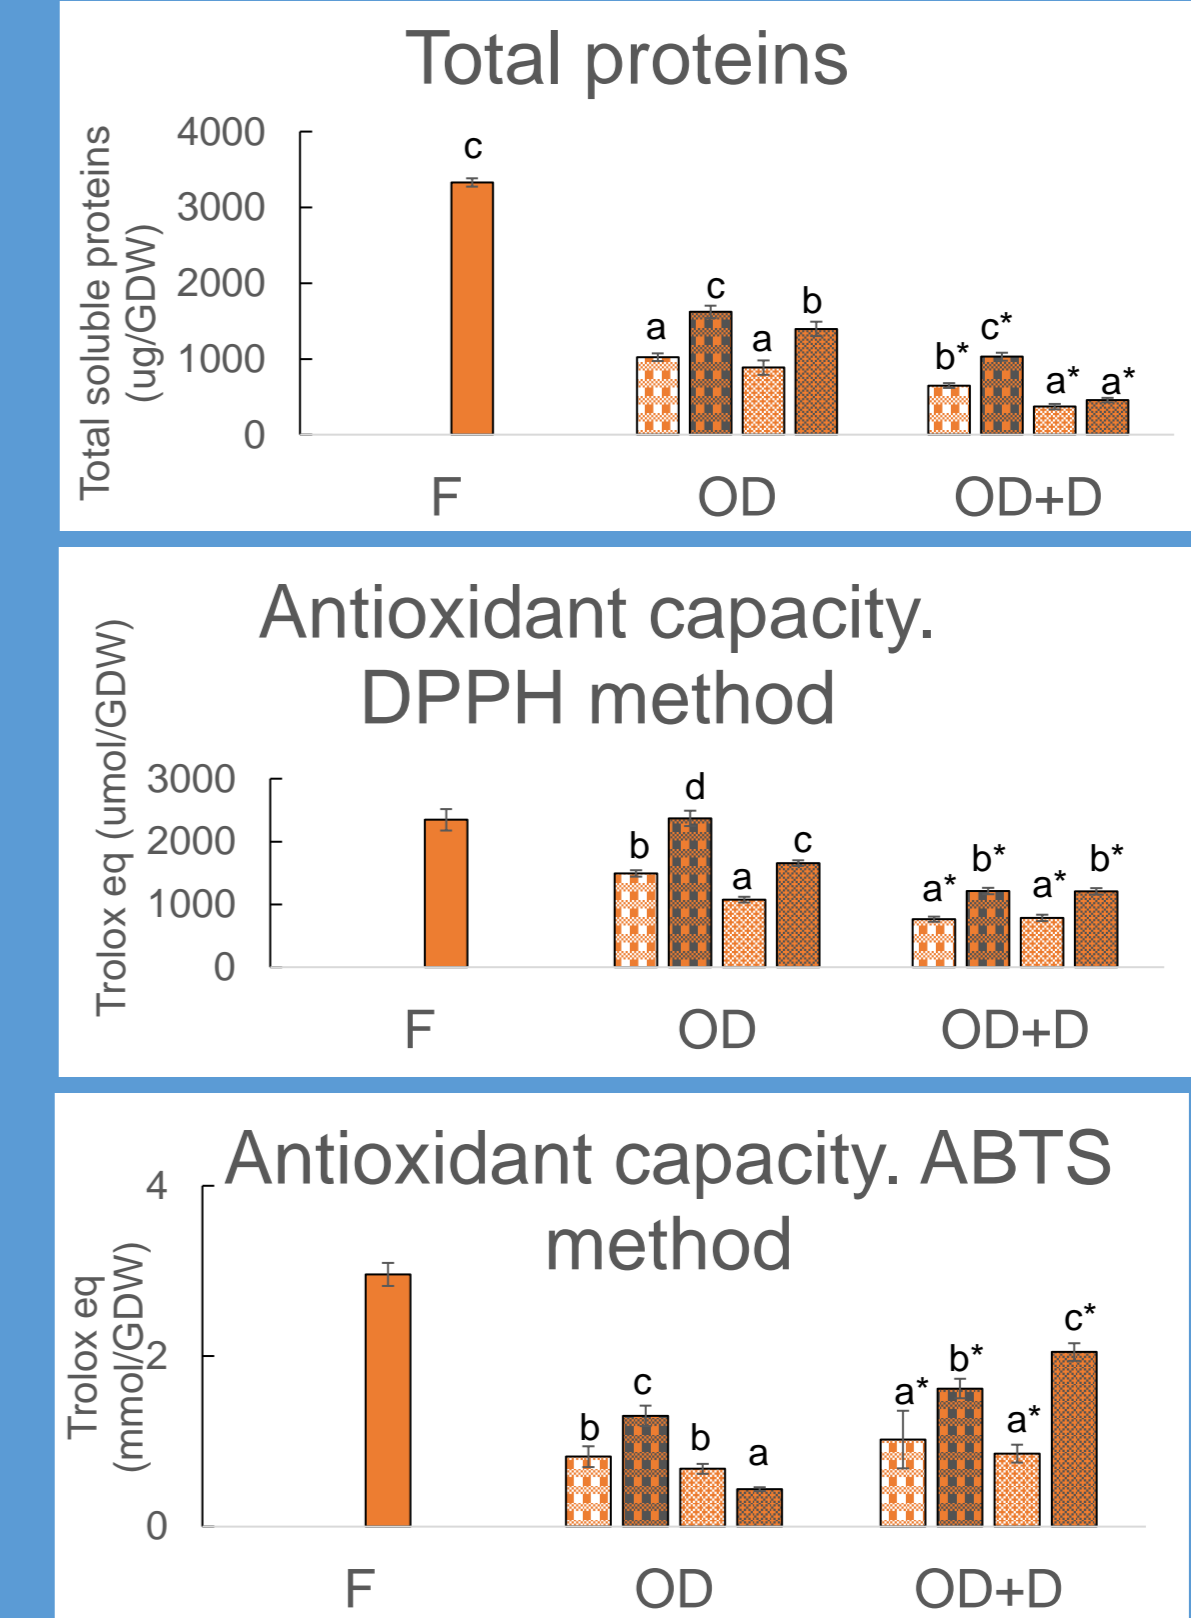 Total proteins
Total soluble proteins
(ug/GDW)
4000
3000
2000
1000
0
c
a
c
a
b
b*
c*
a*
a*
F
OD
OD+D
Antioxidant capacity.
DPPH method
Trolox eq (umol/GDW)
3000
2000
1000
0
b
d
a
c
a*
b*
a*
b*
F
OD
OD+D
Antioxidant capacity. ABTS
method
Trolox eq
(mmol/GDW)
4
2
0
b
c
b
a
a*
b*
a*
c*
F
OD
OD+D